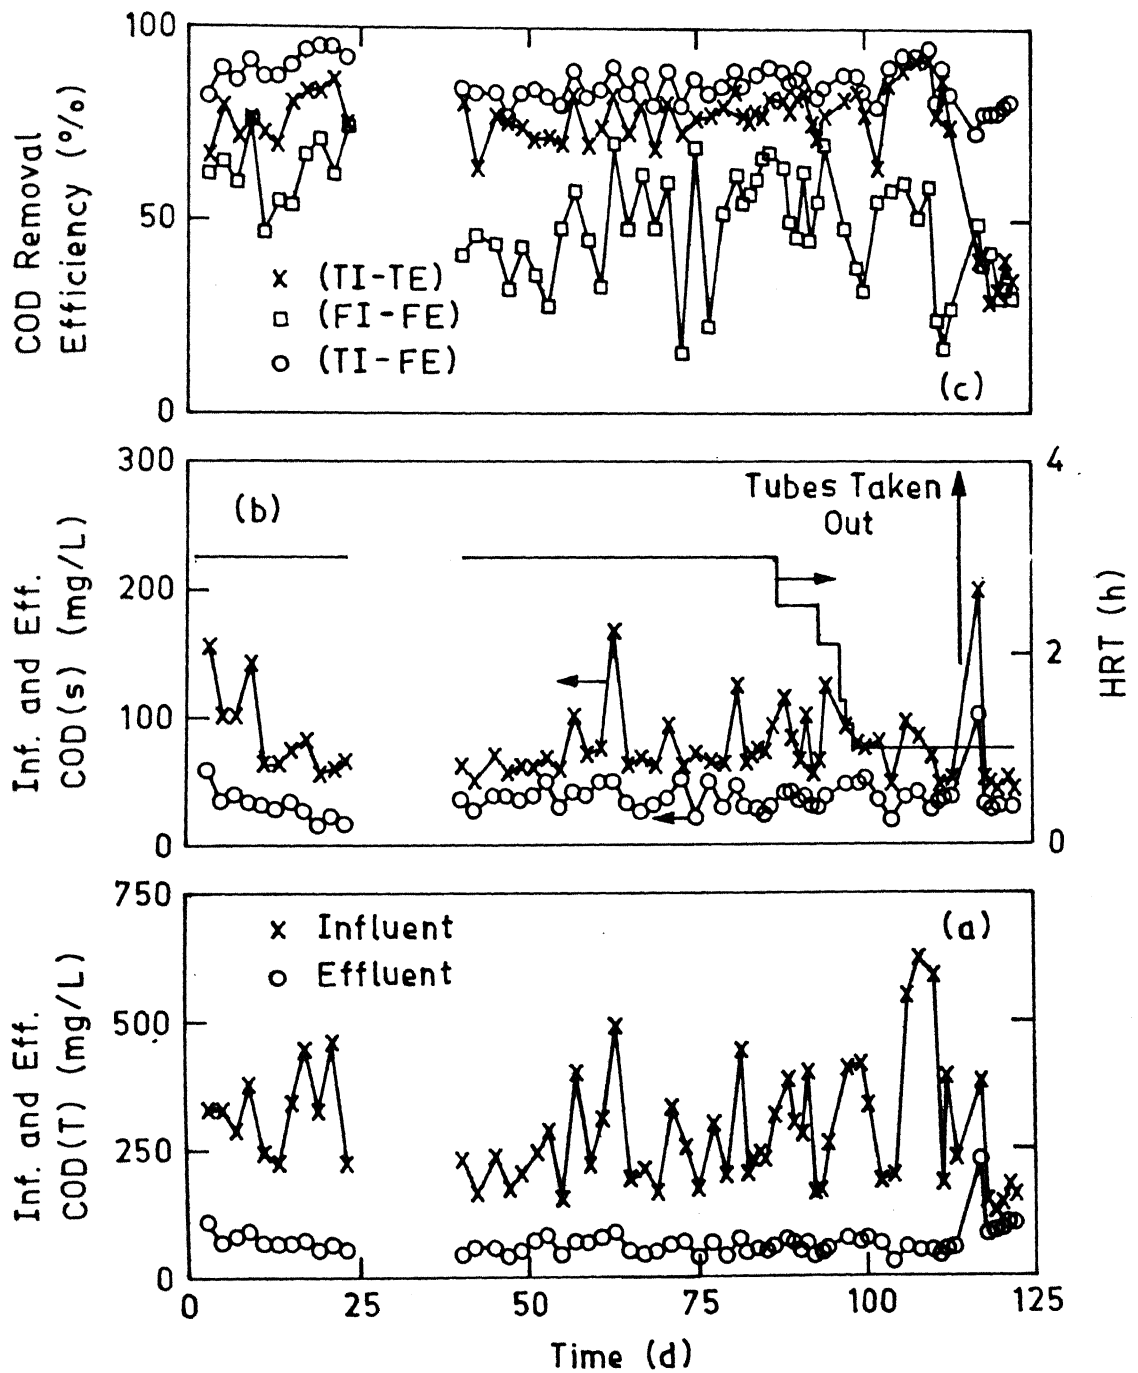 100
50
0
COD Removal
Efficiency (%)
(TI-TE)
(FI-FE)
(TI-FE)
(c)
300
200
100
0
Inf. and Eff.
COD(s) (mg/L)
(b)
Tubes Taken
Out
4
2
0
HRT (h)
750
500
250
0
Inf. and Eff.
COD(T) (mg/L)
Influent
Effluent
(a)
0 25 50 75 100 125
Time (d)